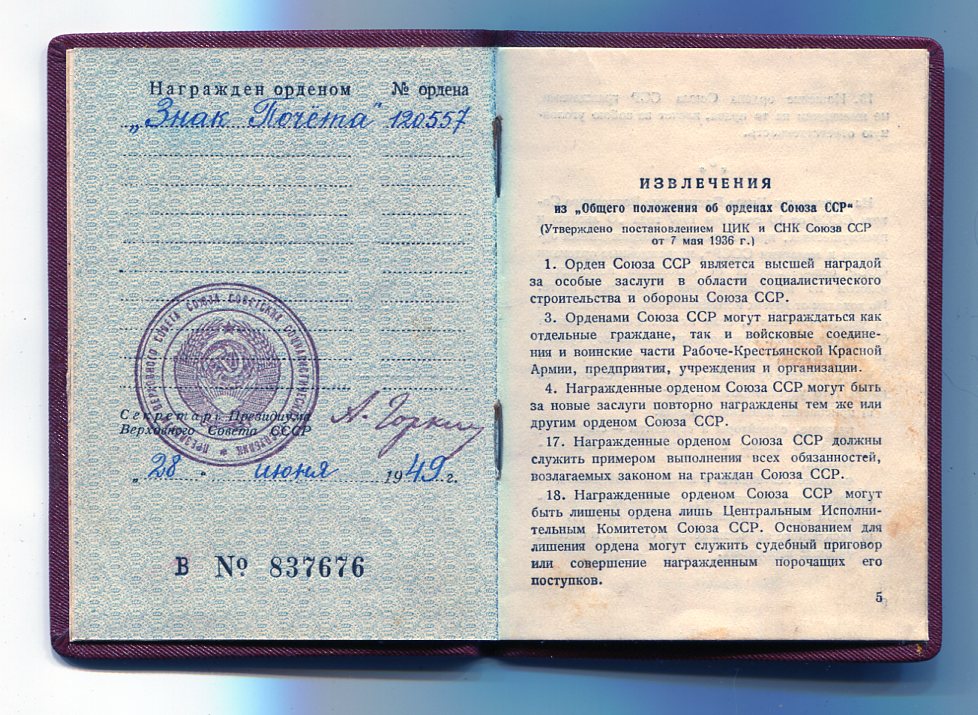 Награжден орденом № ордена
„Знак Почёта" 120557
Секретарь Президиума
Верховного Совета СССР
А. Горкин
„28" июня 1949 г.
В № 837676
ИЗВЛЕЧЕНИЯ
из „Общего положения об орденах Союза ССР“
(Утверждено постановлением ЦИК и СНК Союза ССР
от 7 мая 1936 г.)
1. Орден Союза ССР является высшей наградой
за особые заслуги в области социалистического
строительства и обороны Союза ССР.
3. Орденами Союза ССР могут награждаться как
отдельные граждане, так и войсковые соедине-
ния и воинские части Рабоче-Крестьянской Красной
Армии, предприятия, учреждения и организации.
4. Награжденные орденом Союза ССР могут быть
за новые заслуги повторно награждены тем же или
другим орденом Союза ССР.
17. Награжденные орденом Союза ССР должны
служить примером выполнения всех обязанностей,
возлагаемых законом на граждан Союза ССР.
18. Награжденные орденом Союза ССР могут
быть лишены ордена лишь Центральным Исполни-
тельным Комитетом Союза ССР. Основанием для
лишения ордена могут служить судебный приговор
или совершение награжденным порочащих его
поступков.
5